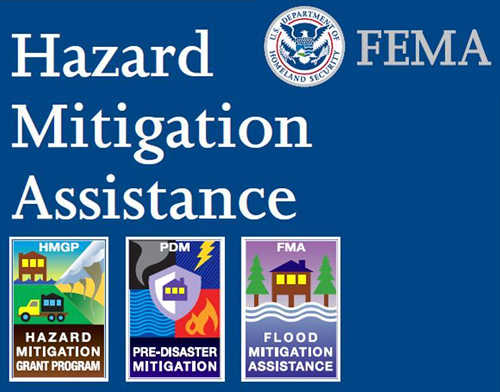 Hazard
Mitigation
Assistance
U.S. DEPARTMENT OF
HOMELAND SECURITY
FEMA
HMGP
HAZARD
MITIGATION
GRANT PROGRAM
PDM
PRE-DISASTER
MITIGATION
FMA
FLOOD
MITIGATION
ASSISTANCE